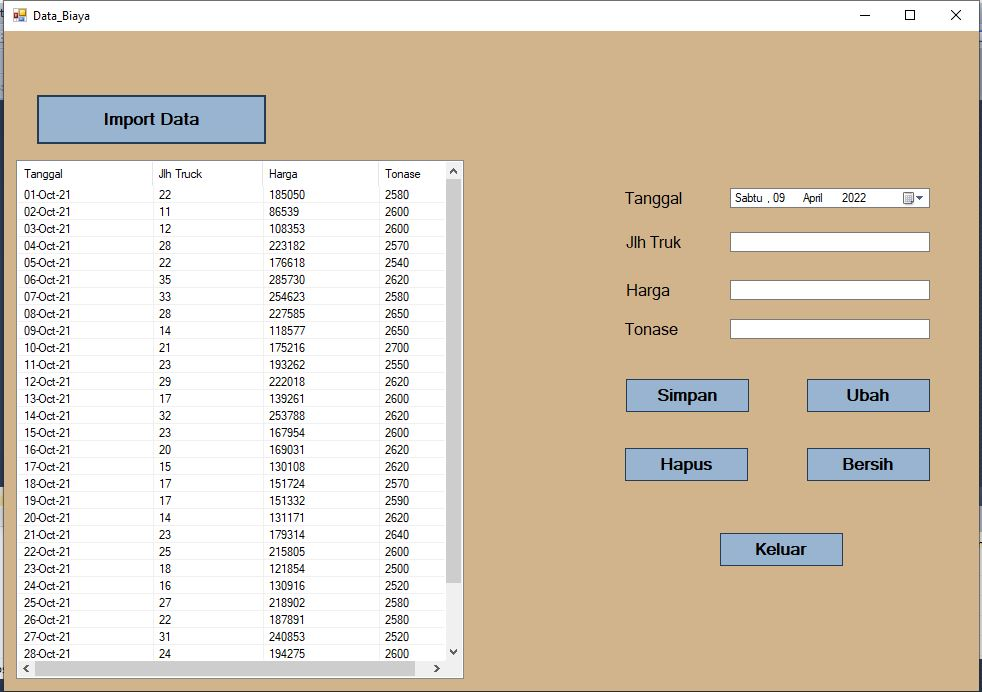 Data_Biaya
Import Data
Tanggal Jlh Truck Harga Tonase
01-Oct-21 22 185050 2580
02-Oct-21 11 86539 2600
03-Oct-21 12 108353 2600
04-Oct-21 28 223182 2570
05-Oct-21 22 176618 2540
06-Oct-21 35 285730 2620
07-Oct-21 33 254623 2580
08-Oct-21 28 227585 2650
09-Oct-21 14 118577 2650
10-Oct-21 21 175216 2700
11-Oct-21 23 193262 2550
12-Oct-21 29 222018 2620
13-Oct-21 17 139261 2600
14-Oct-21 32 253788 2620
15-Oct-21 23 167954 2600
16-Oct-21 20 169031 2620
17-Oct-21 15 130108 2620
18-Oct-21 17 151724 2570
19-Oct-21 17 151332 2590
20-Oct-21 14 131171 2620
21-Oct-21 23 179314 2640
22-Oct-21 25 215805 2600
23-Oct-21 18 121854 2500
24-Oct-21 16 130916 2520
25-Oct-21 27 218902 2580
26-Oct-21 22 187891 2580
27-Oct-21 31 240853 2520
28-Oct-21 24 194275 2600
Tanggal Sabtu , 09 April 2022
Jlh Truk
Harga
Tonase
Simpan Ubah
Hapus Bersih
Keluar